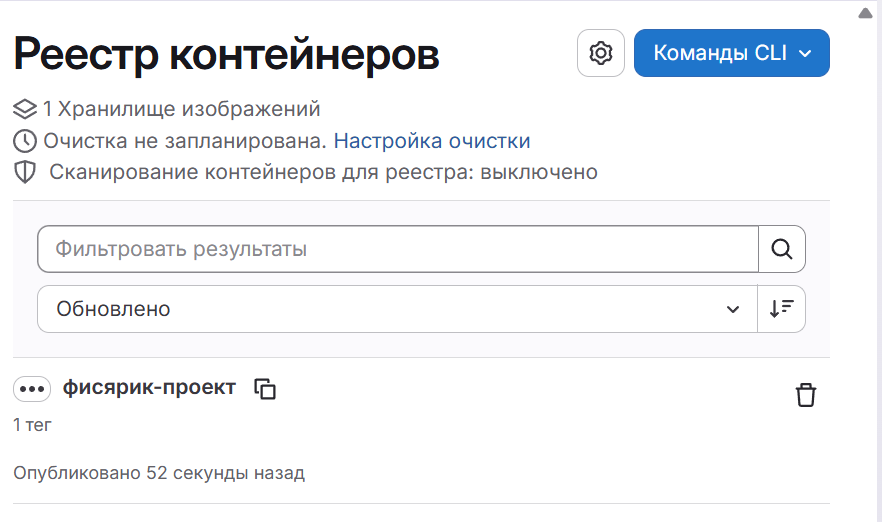 Реестр контейнеров
Команды CLI
1 Хранилище изображений
Очистка не запланирована. Настройка очистки
Сканирование контейнеров для реестра: выключено
Фильтровать результаты
Обновлено
фисярик-проект
1 тег
Опубликовано 52 секунды назад